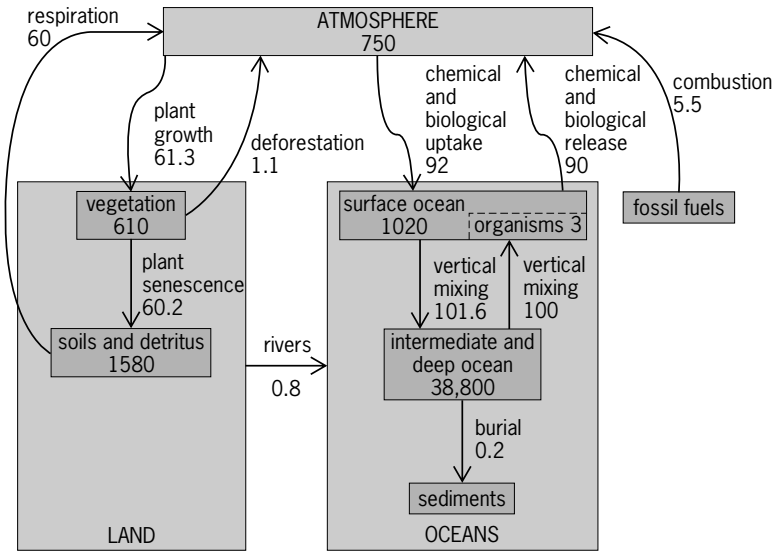 respiration
60
ATMOSPHERE
750
plant
growth
61.3
deforestation
1.1
chemical
and
biological
uptake
92
chemical
and
biological
release
90
combustion
5.5
vegetation
610
surface ocean
1020
organisms 3
fossil fuels
plant
senescence
60.2
vertical
mixing
101.6
vertical
mixing
100
soils and detritus
1580
rivers
0.8
intermediate and
deep ocean
38,800
burial
0.2
sediments
LAND
OCEANS